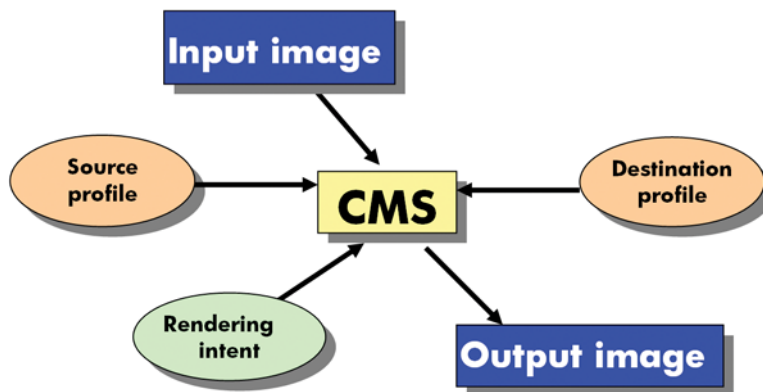 Input image
Source
profile
CMS
Destination
profile
Rendering
intent
Output image